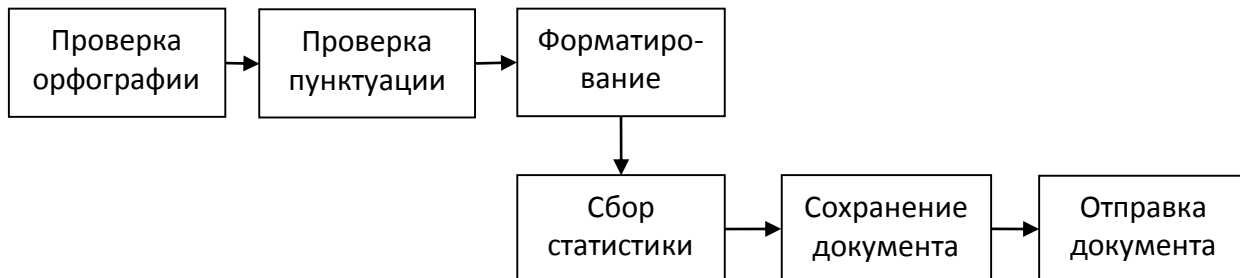 Проверка
орфографии
Проверка
пунктуации
Форматиро-
вание
Сбор
статистики
Сохранение
документа
Отправка
документа